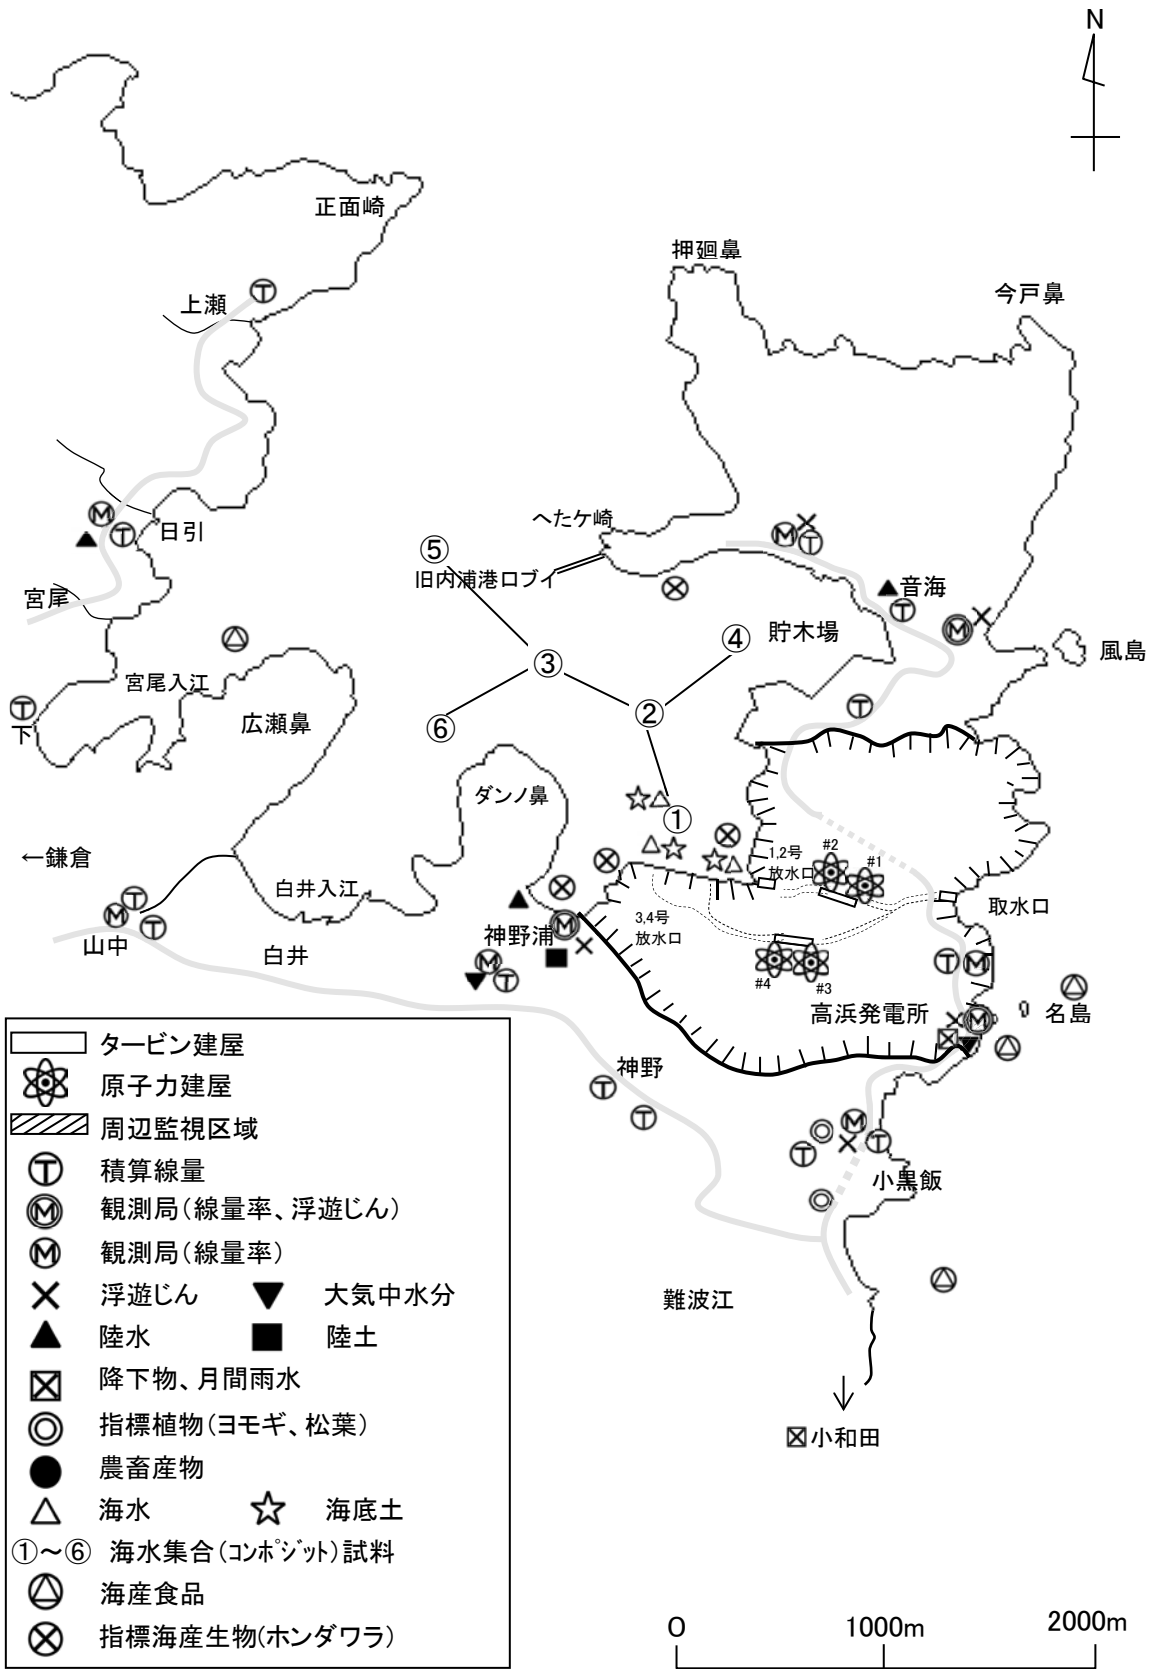 N
正面崎
押廻鼻
今戸鼻
上瀬
T
へたケ崎
M
T
日引
⑤
旧内浦港口ブイ
M
T
宮尾
音海
T
④
貯木場
M
風島
③
宮尾入江
T
下
広瀬鼻
②
T
⑥
ダンノ鼻
①
←鎌倉
1,2号
放水口
#2
#1
白井入江
T
M
T
山中
白井
神野浦
M
M
T
3,4号
放水口
取水口
#4
#3
T
M
高浜発電所
M
名島
神野
T
T
M
T
T
小黒飯
難波江
小和田
タービン建屋
原子力建屋
周辺監視区域
T 積算線量
M 観測局(線量率、浮遊じん)
M 観測局(線量率)
浮遊じん 大気中水分
陸水 陸土
降下物、月間雨水
指標植物(ヨモギ、松葉)
農畜産物
海水 海底土
①～⑥ 海水集合(ｺﾝﾎﾟｼﾞｯﾄ)試料
海産食品
指標海産生物(ホンダワラ)
O 1000m 2000m